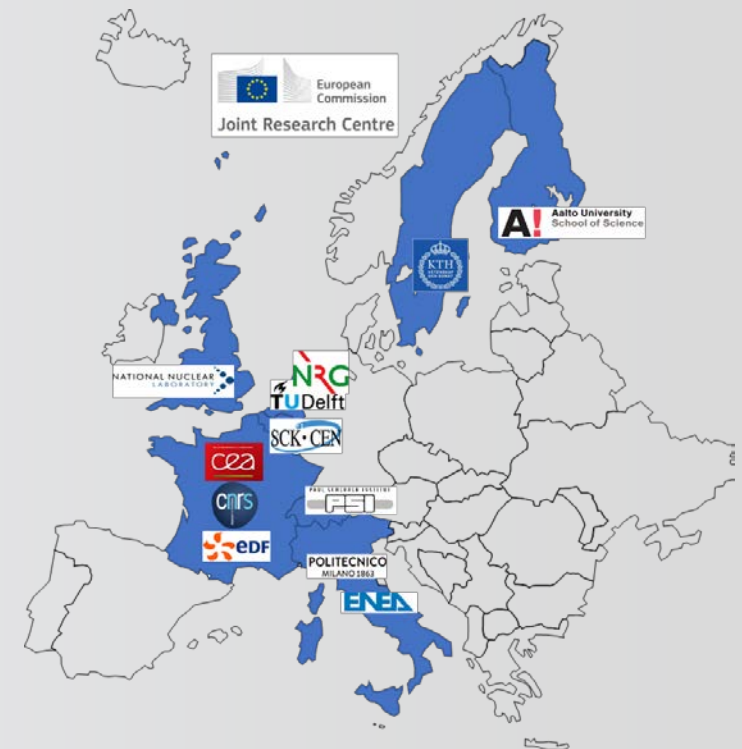 European
Commission
Joint Research Centre
A! Aalto University
School of Science
KTH
NATIONAL NUCLEAR
LABORATORY
NRG
TUDelft
SCK•CEN
cea
cnrs
PAUL SCHERRER INSTITUT
PSI
eDF
POLITECNICO
MILANO 1863
ENEA